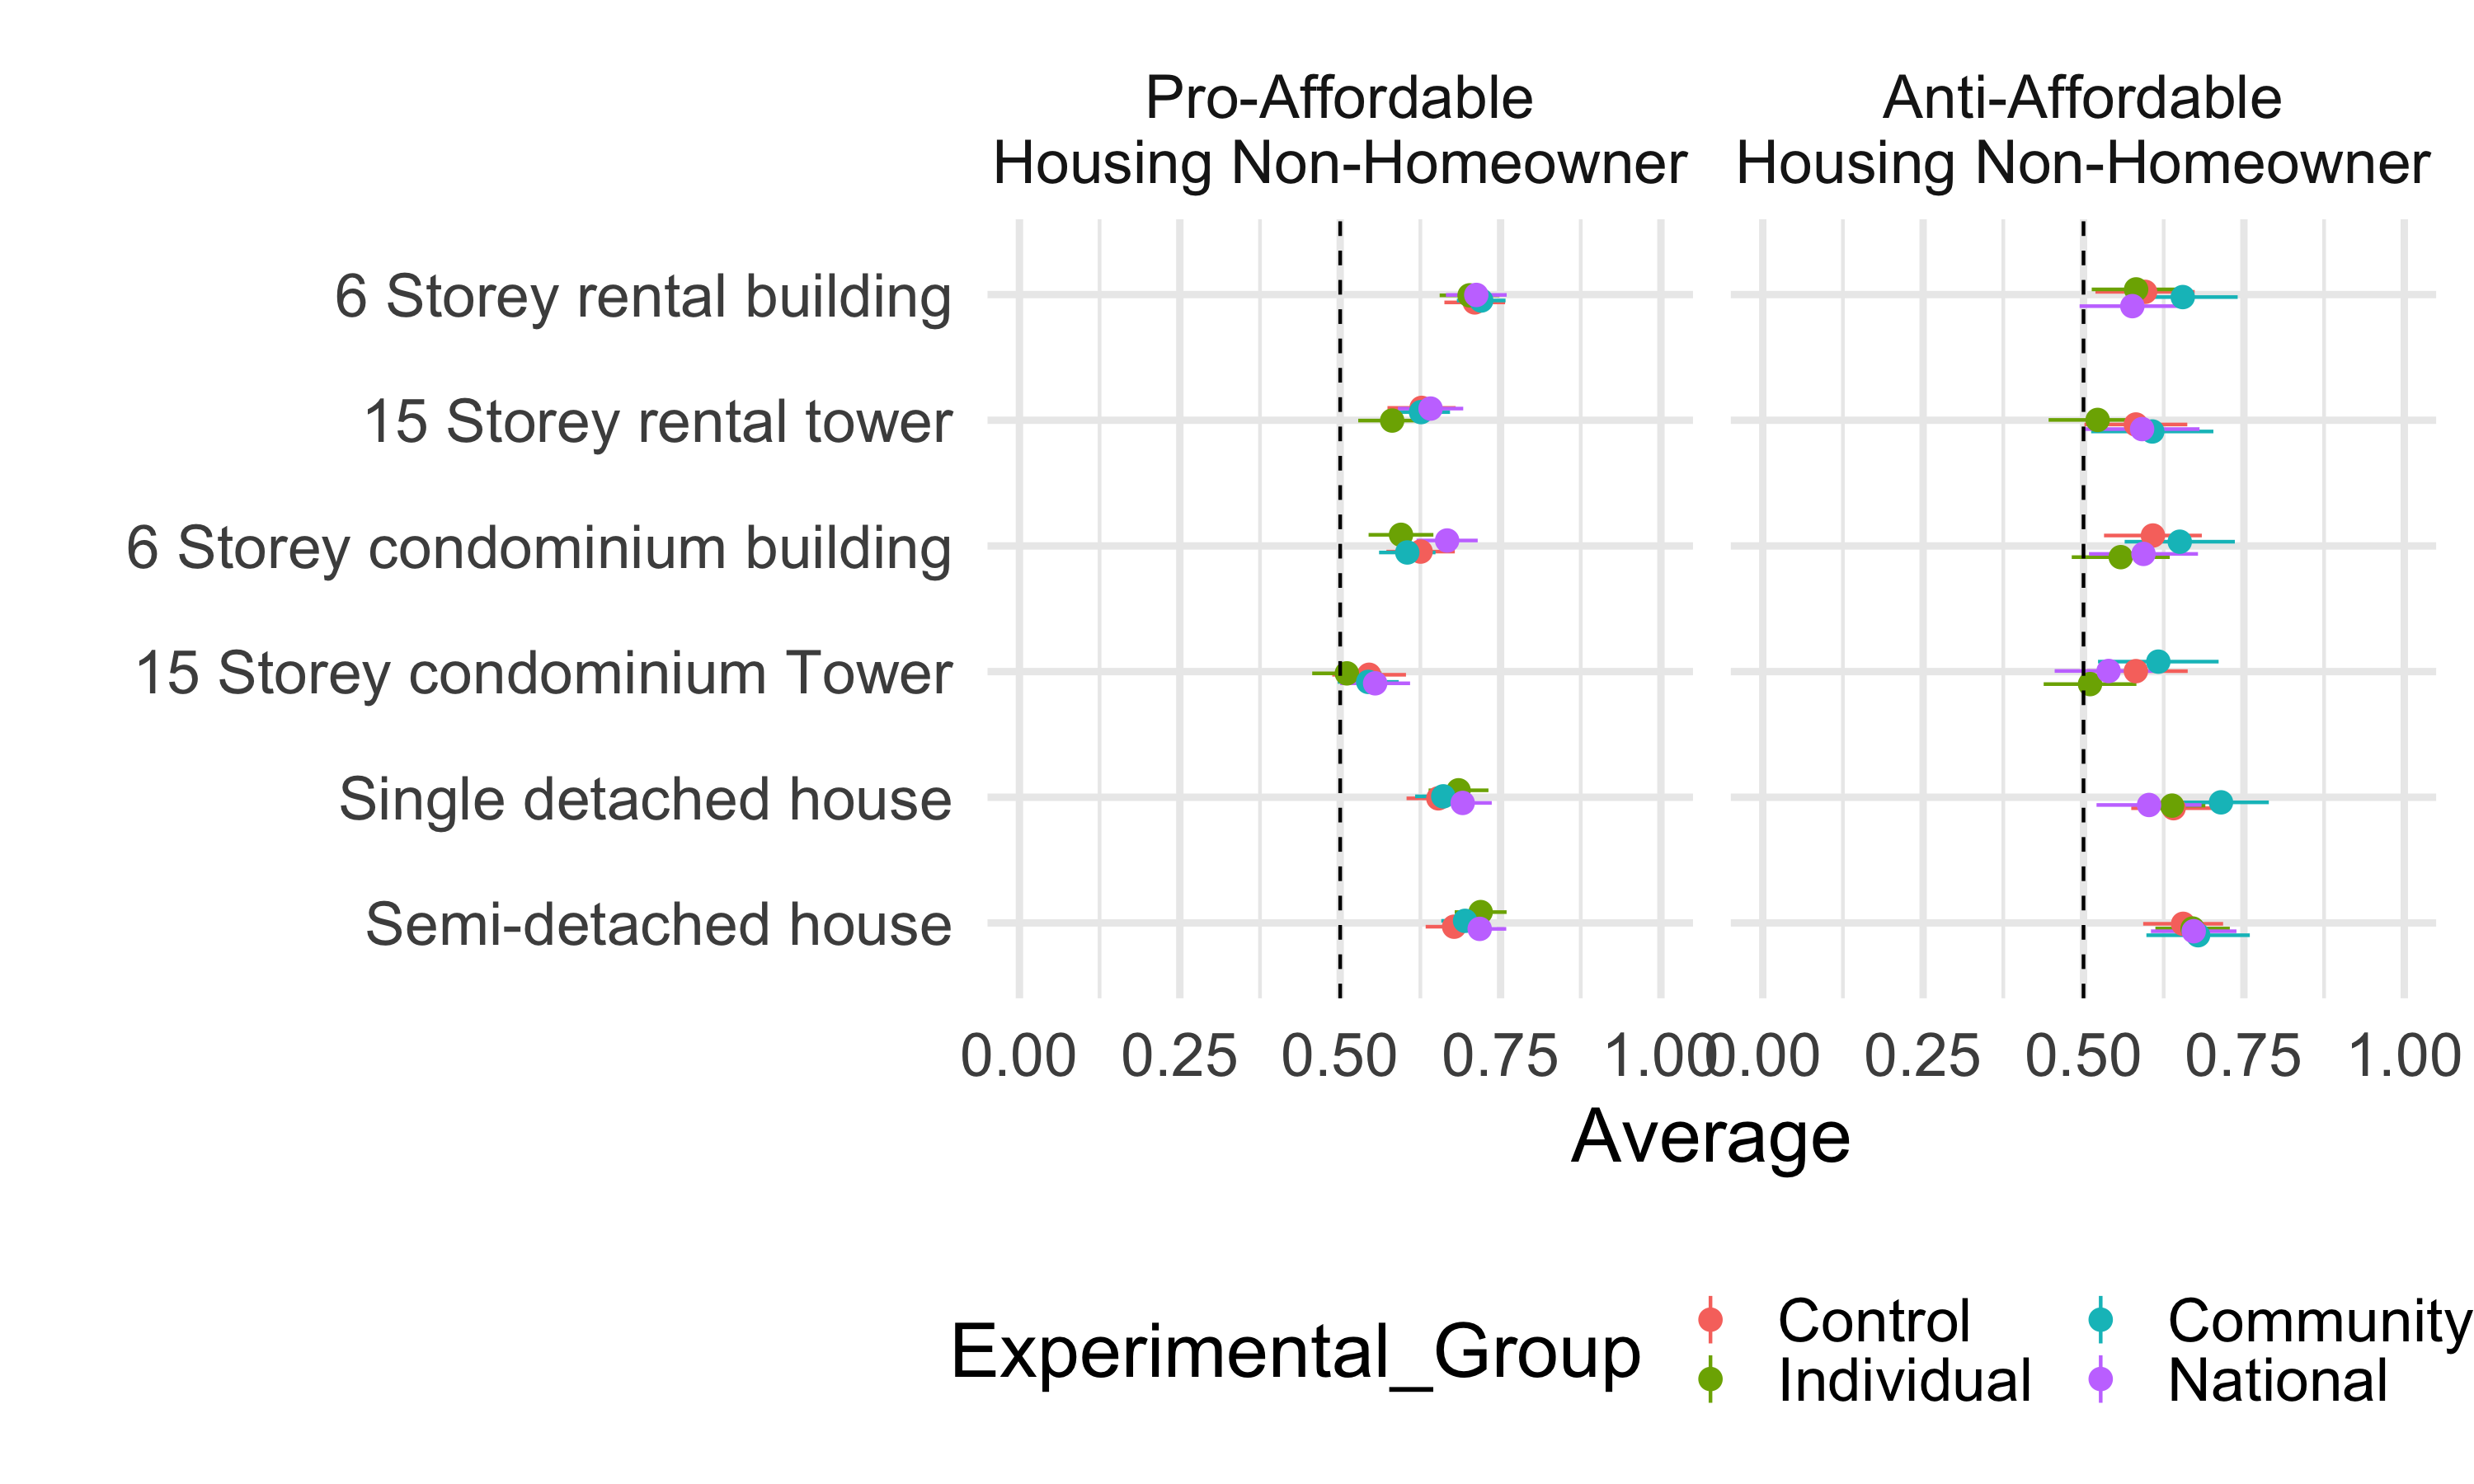 Pro-Affordable
Housing Non-Homeowner
Anti-Affordable
Housing Non-Homeowner
6 Storey rental building
15 Storey rental tower
6 Storey condominium building
15 Storey condominium Tower
Single detached house
Semi-detached house
0.00 0.25 0.50 0.75 1.00
0.00 0.25 0.50 0.75 1.00
Average
Experimental_Group
Control
Individual
Community
National